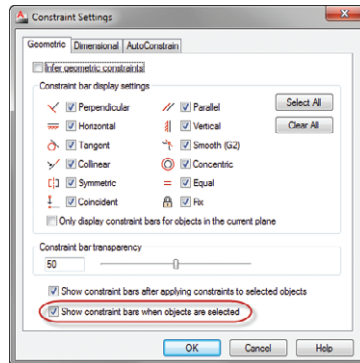 Constraint Settings
Geometric Dimensional AutoConstrain
Infer geometric constraints
Constraint bar display settings
Perpendicular Parallel Select All
Horizontal Vertical Clear All
Tangent Smooth (G2)
Collinear Concentric
Symmetric Equal
Coincident Fix
Only display constraint bars for objects in the current plane
Constraint bar transparency
50
Show constraint bars after applying constraints to selected objects
Show constraint bars when objects are selected
OK Cancel Help